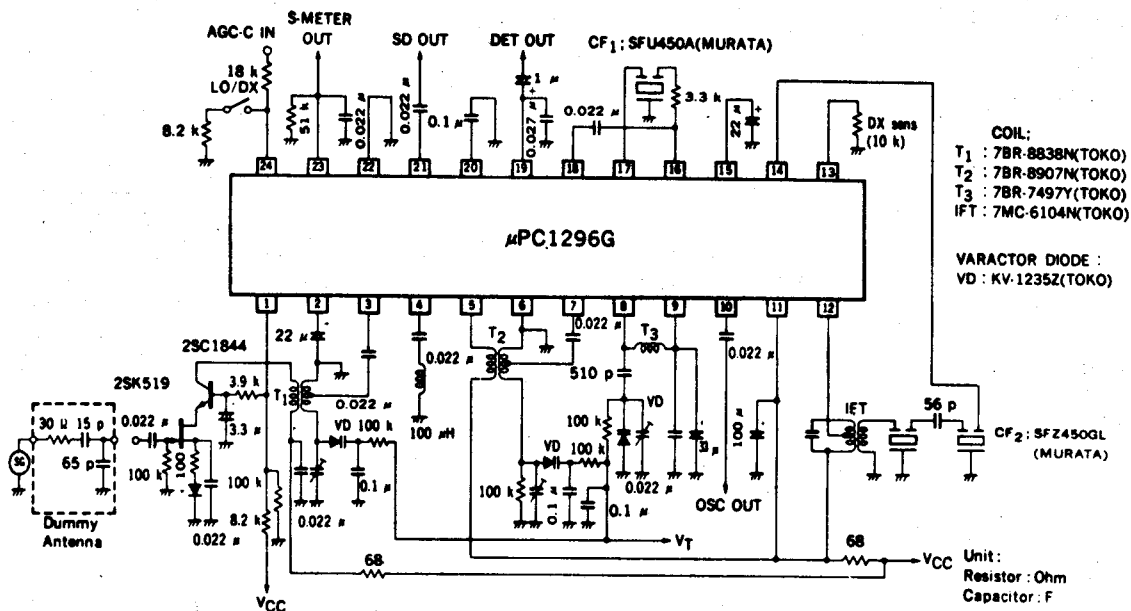 AGC-C IN
S-METER
OUT
SD OUT
DET OUT
CF1 ; SFU450A(MURATA)
18 k
LO/DX
8.2 k
51 k
0.022 μ
0.022 μ
0.1 μ
1 μ
+
0.027 μ
0.022 μ
3.3 k
22 μ
+
DX sens
(10 k)
24
23
22
21
20
19
18
17
16
15
14
13
μPC1296G
1
2
3
4
5
6
7
8
9
10
11
12
COIL;
T1 : 7BR-8838N(TOKO)
T2 : 7BR-8907N(TOKO)
T3 : 7BR-7497Y(TOKO)
IFT : 7MC-6104N(TOKO)
VARACTOR DIODE :
VD : KV-1235Z(TOKO)
2SC1844
2SK519
22 μ
T1
3.9 k
3.3 μ
0.022 μ
30 Ω
15 p
65 p
SG
Dummy
Antenna
0.022 μ
100 k
100
0.022 μ
100 k
8.2 k
VCC
0.022 μ
VD
100 k
0.1 μ
100 μH
0.022 μ
T2
0.022 μ
100 k
VD
0.1 μ
100 k
0.1 μ
T3
510 p
100 k
VD
0.022 μ
100 μ
0.022 μ
OSC OUT
VT
IFT
56 p
CF2; SFZ450GL
(MURATA)
68
68
VCC
Unit :
Resistor : Ohm
Capacitor : F